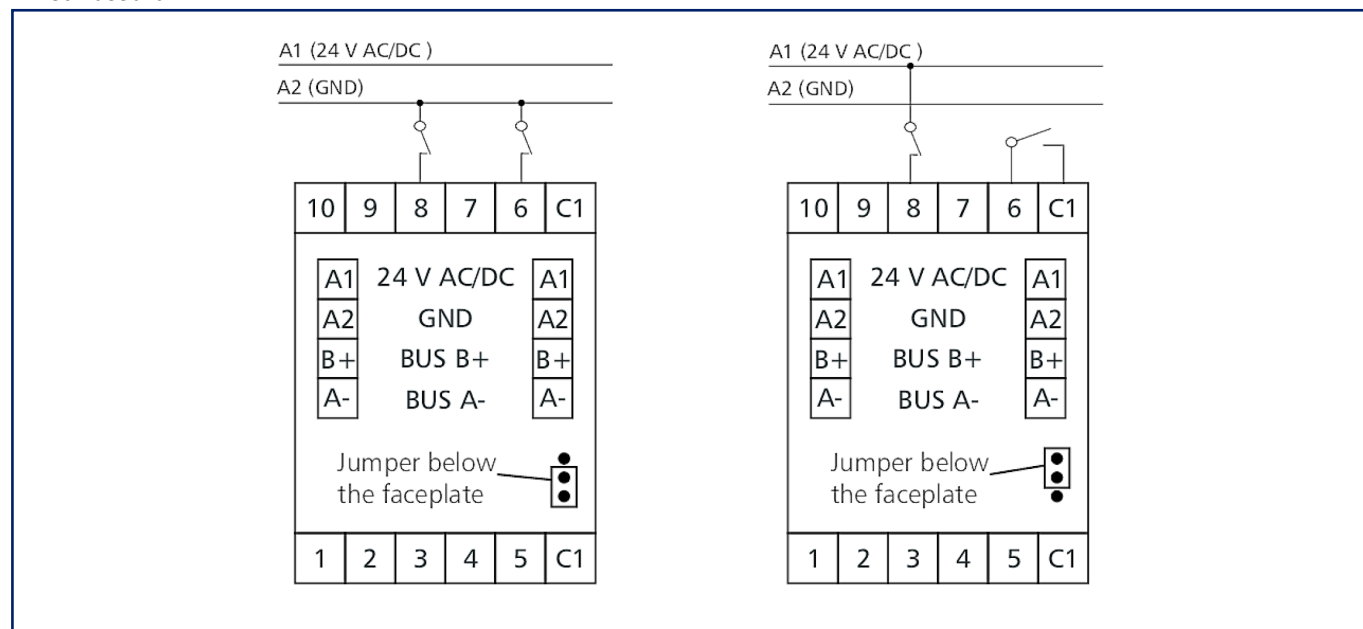 A1 (24 V AC/DC )
A2 (GND)
10 9 8 7 6 C1
A1 24 V AC/DC A1
A2 GND A2
B+ BUS B+ B+
A- BUS A- A-
Jumper below
the faceplate
1 2 3 4 5 C1
A1 (24 V AC/DC )
A2 (GND)
10 9 8 7 6 C1
A1 24 V AC/DC A1
A2 GND A2
B+ BUS B+ B+
A- BUS A- A-
Jumper below
the faceplate
1 2 3 4 5 C1